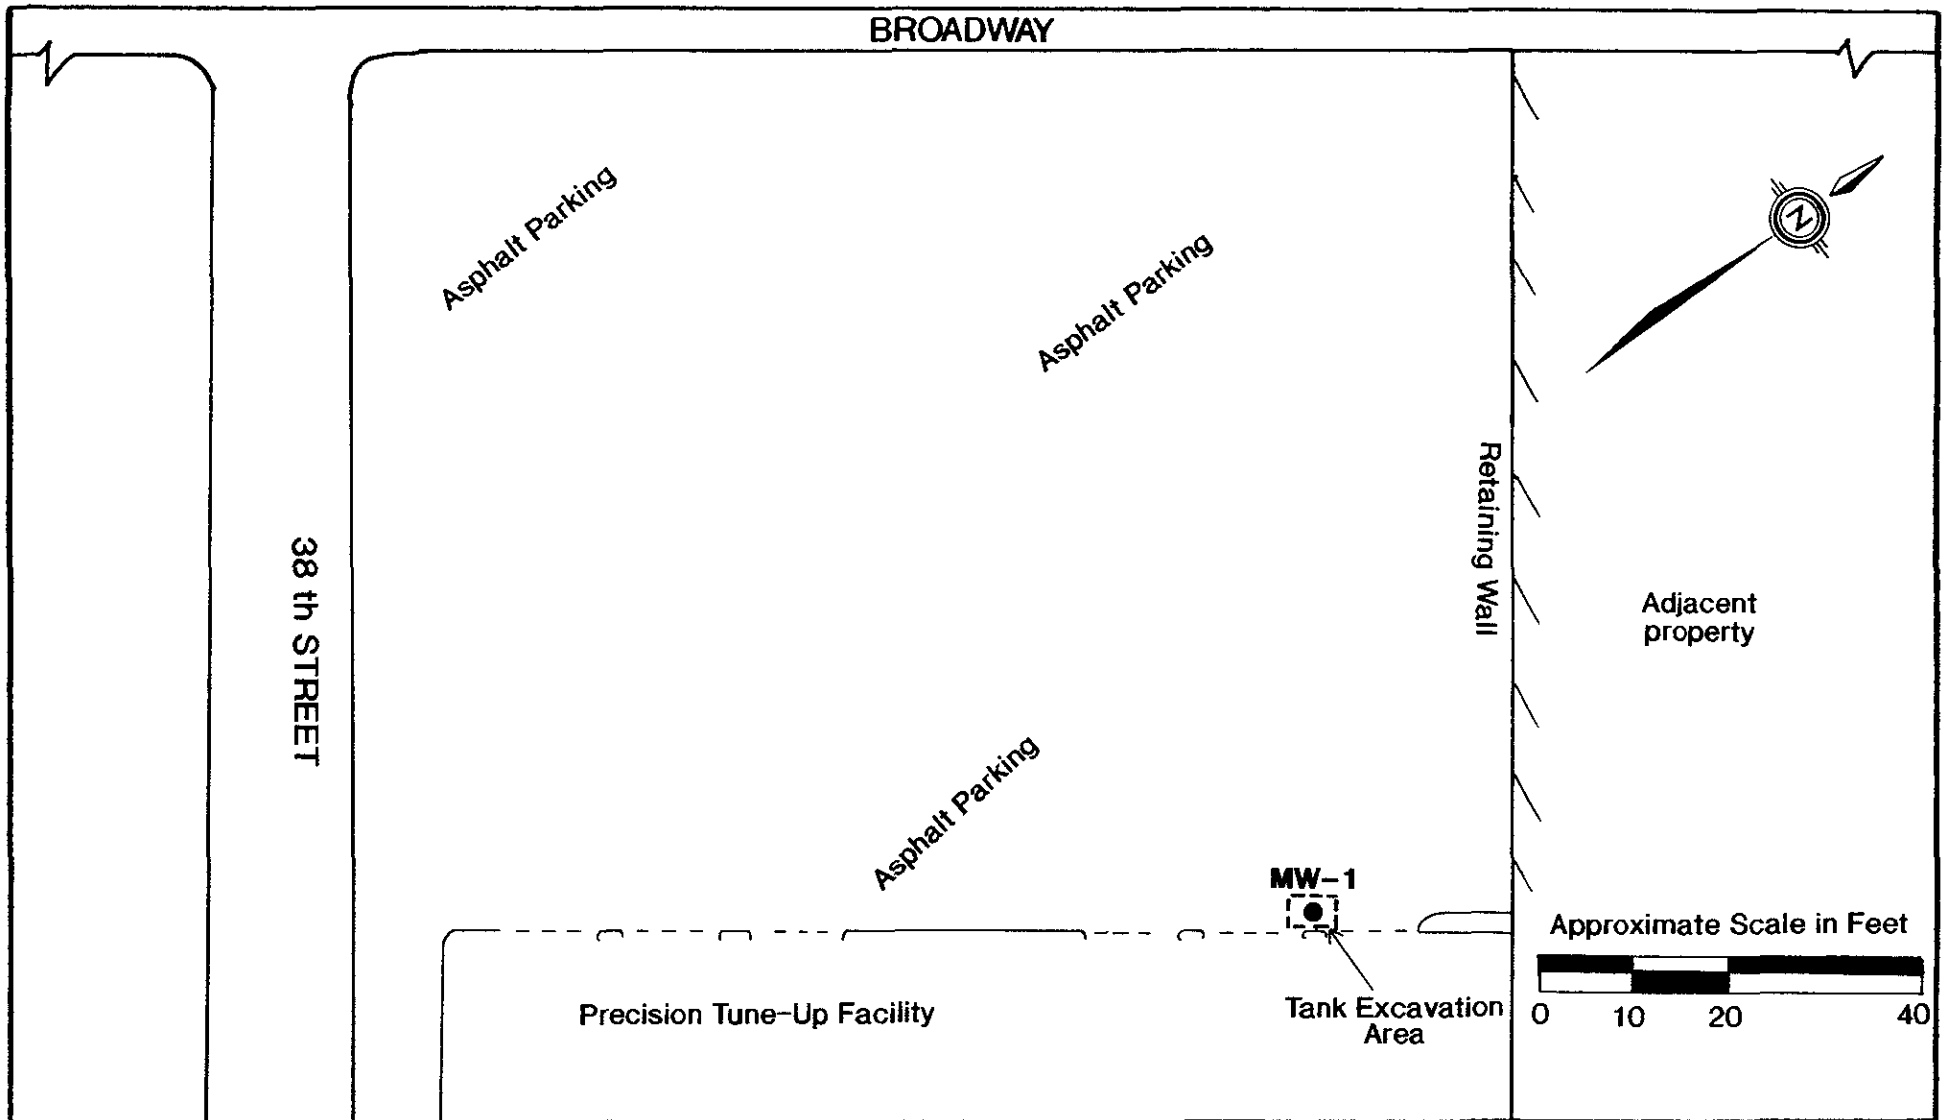 BROADWAY
Asphalt Parking
Asphalt Parking
N
Retaining Wall
38 th STREET
Adjacent
property
Asphalt Parking
MW-1
Approximate Scale in Feet
0 10 20 40
Precision Tune-Up Facility
Tank Excavation
Area